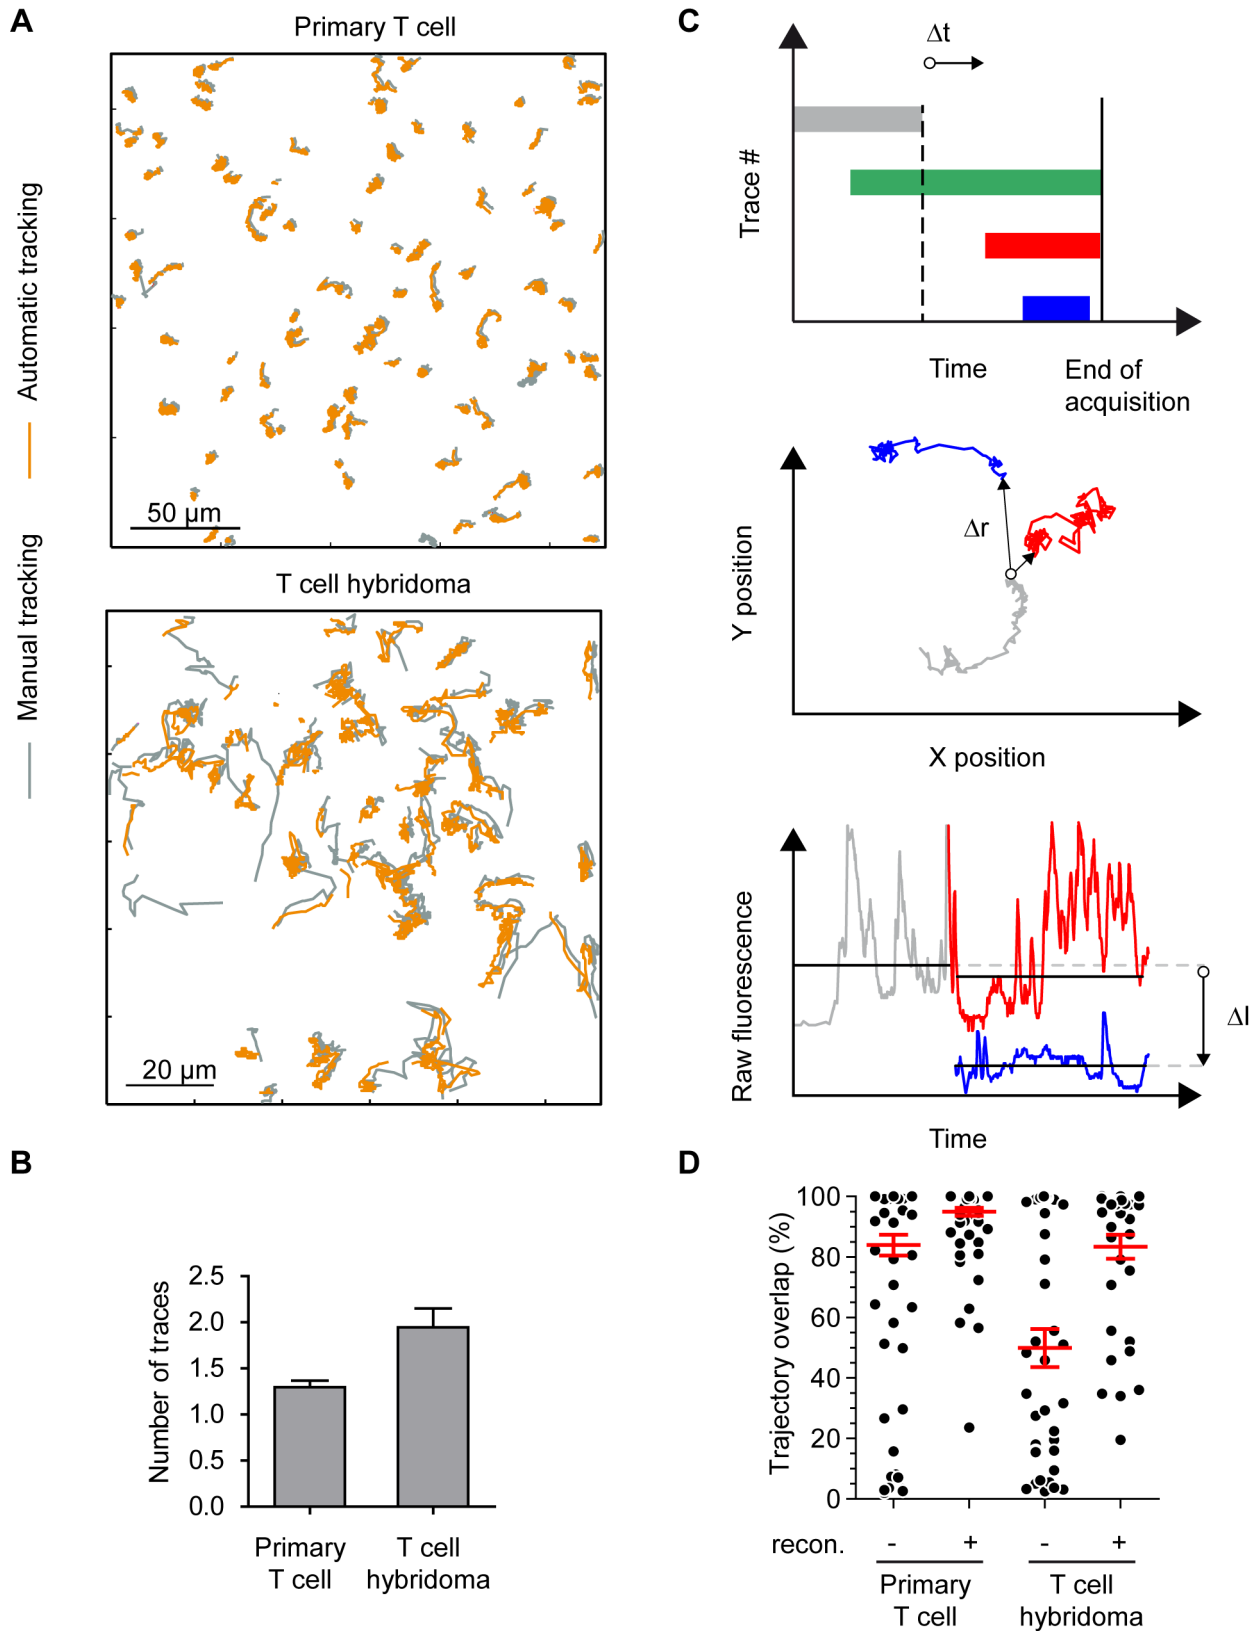 A
Primary T cell
Automatic tracking
Manual tracking
50 µm
T cell hybridoma
20 µm
B
Number of traces
2.5
2.0
1.5
1.0
0.5
0.0
Primary
T cell
T cell
hybridoma
C
Δt
Trace #
Time
End of
acquisition
Δr
Y position
X position
Raw fluorescence
ΔI
Time
D
Trajectory overlap (%)
100
80
60
40
20
0
recon. - + - +
Primary
T cell
T cell
hybridoma